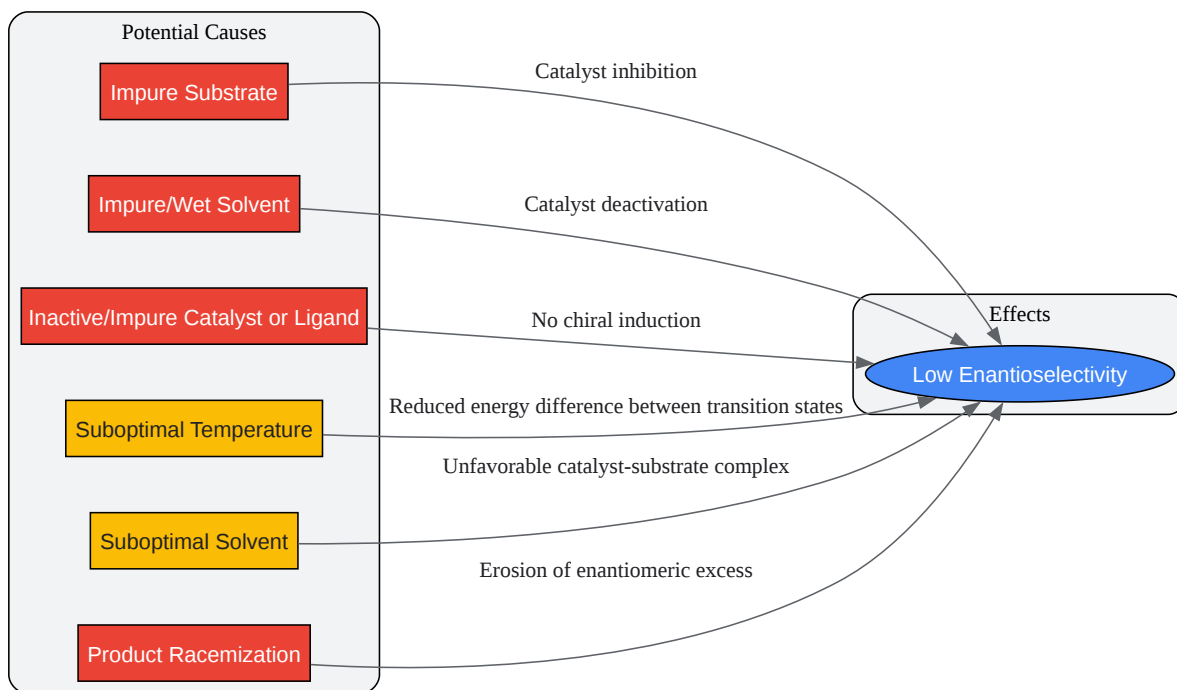 Potential Causes
Impure Substrate
Catalyst inhibition
Impure/Wet Solvent
Catalyst deactivation
Inactive/Impure Catalyst or Ligand
No chiral induction
Effects
Low Enantioselectivity
Suboptimal Temperature
Reduced energy difference between transition states
Suboptimal Solvent
Unfavorable catalyst-substrate complex
Product Racemization
Erosion of enantiomeric excess